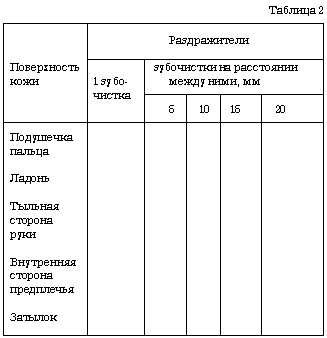 Таблица 2
Раздражители
Поверхность
кожи
1 зубо-
чистка
зубочистки на расстоянии
между ними, мм
5 10 15 20
Подушечка
пальца
Ладонь
Тыльная
сторона
руки
Внутренняя
сторона
предплечья
Затылок